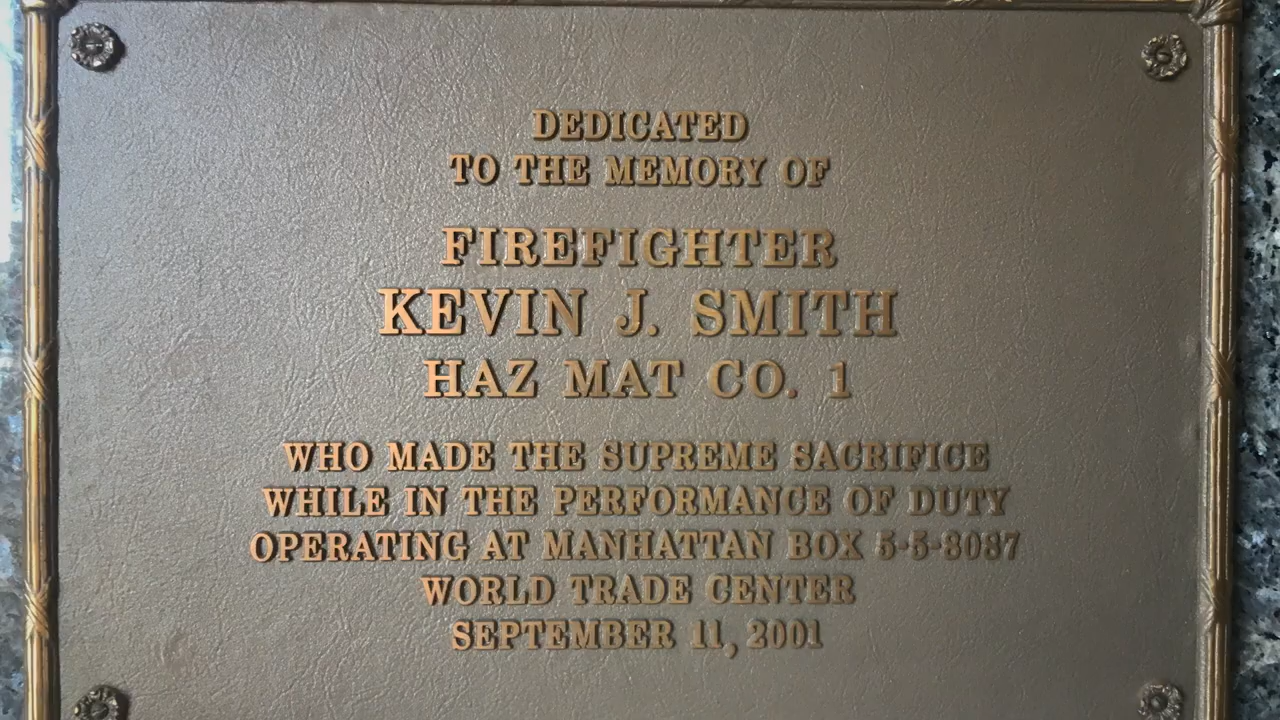 DEDICATED
TO THE MEMORY OF
FIREFIGHTER
KEVIN J. SMITH
HAZ MAT CO. 1
WHO MADE THE SUPREME SACRIFICE
WHILE IN THE PERFORMANCE OF DUTY
OPERATING AT MANHATTAN BOX 5-5-8087
WORLD TRADE CENTER
SEPTEMBER 11, 2001